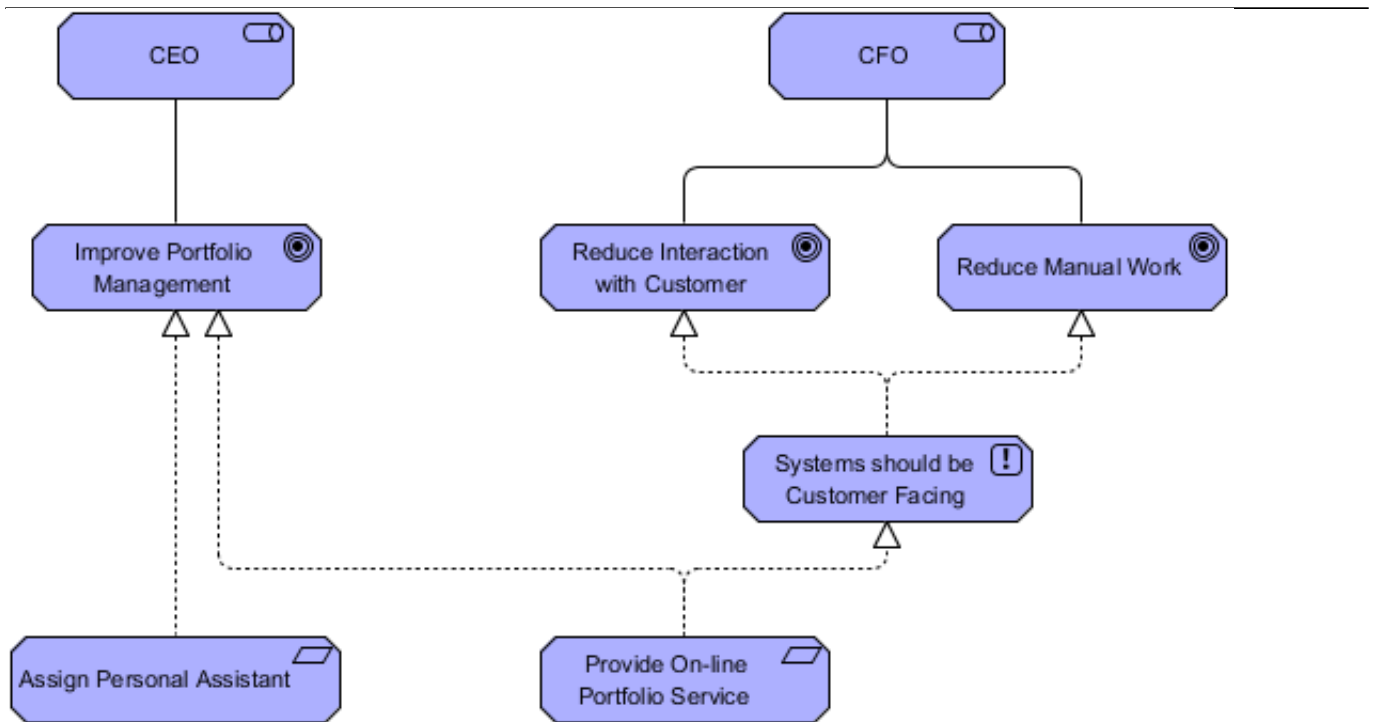 CEO
CFO
Improve Portfolio
Management
Reduce Interaction
with Customer
Reduce Manual Work
Systems should be
Customer Facing
!
Assign Personal Assistant
Provide On-line
Portfolio Service